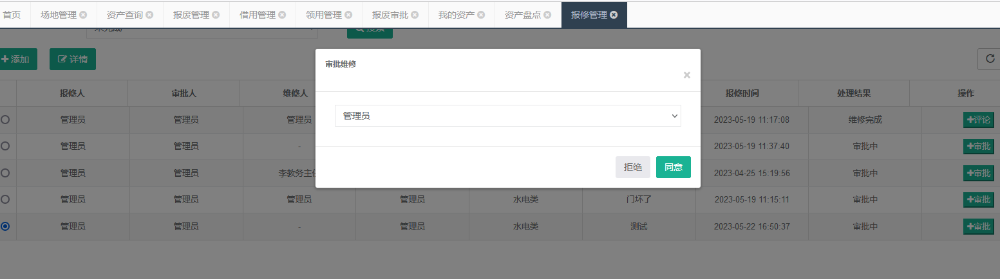 首页 场地管理 资产查询 报废管理 借用管理 领用管理 报废审批 我的资产 资产盘点 报修管理
添加 详情
审批维修
报修人 审批人 维修人 报修时间 处理结果 操作
管理员 管理员 管理员 2023-05-19 11:17:08 维修完成 评论
管理员
管理员 管理员 - 2023-05-19 11:37:40 审批中 审批
拒绝 同意
管理员 管理员 李教务主任 2023-04-25 15:19:56 审批中 审批
管理员 管理员 管理员 管理员 水电类 门坏了 2023-05-19 11:15:11 审批中 审批
管理员 管理员 - 管理员 水电类 测试 2023-05-22 16:50:37 审批中 审批